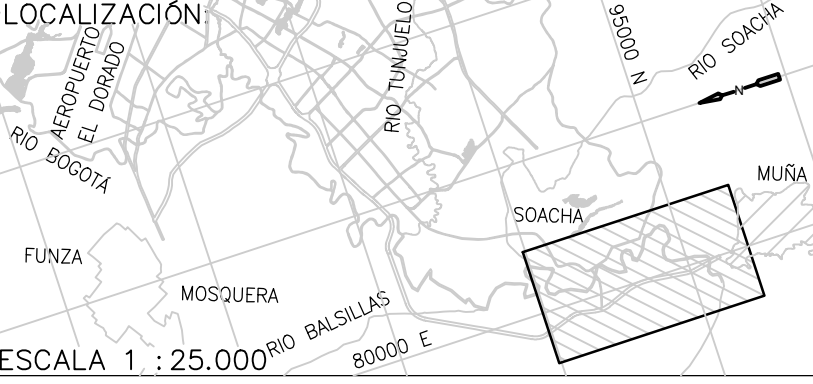 LOCALIZACIÓN:
AEROPUERTO
EL DORADO
RIO BOGOTÁ
RIO TUNJUELO
95000 N
RIO SOACHA
N
MUÑA
SOACHA
FUNZA
MOSQUERA
RIO BALSILLAS
80000 E
ESCALA 1 : 25.000